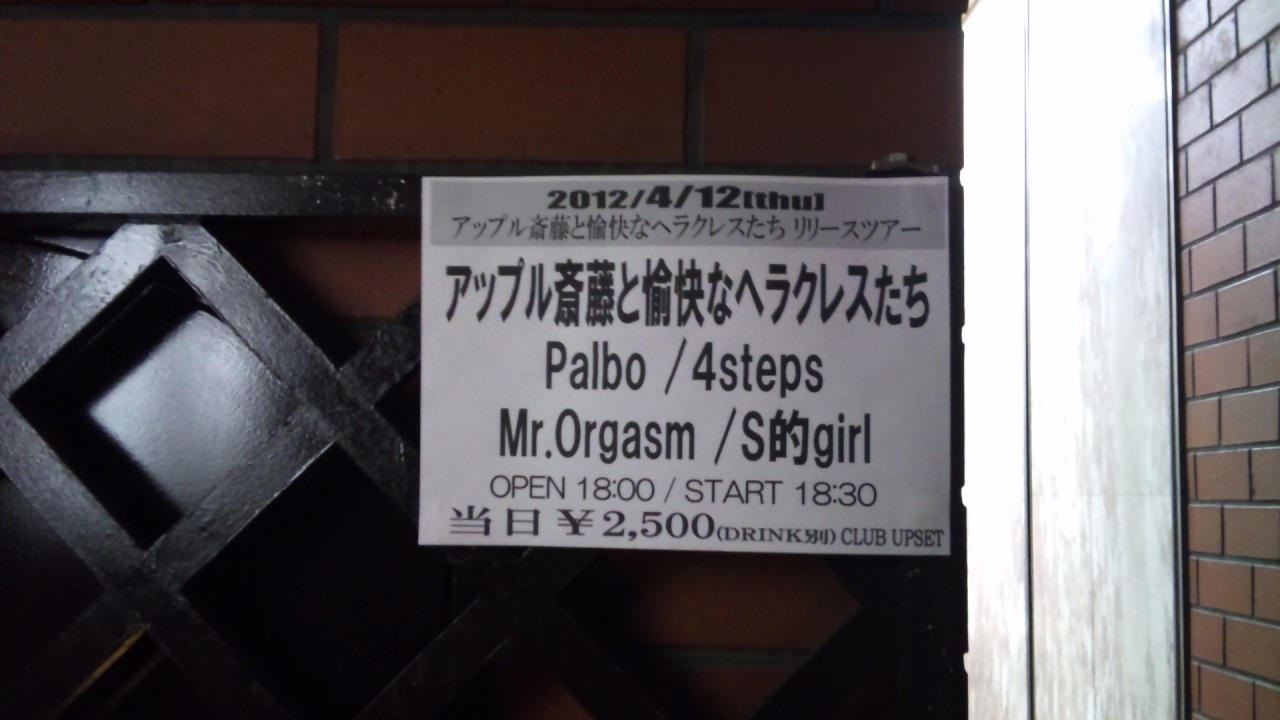 2012/4/12[thu]
アップル斎藤と愉快なヘラクレスたち リリースツアー
アップル斎藤と愉快なヘラクレスたち
Palbo / 4steps
Mr.Orgasm / S的girl
OPEN 18:00 / START 18:30
当日 ¥2,500(DRINK別) CLUB UPSET